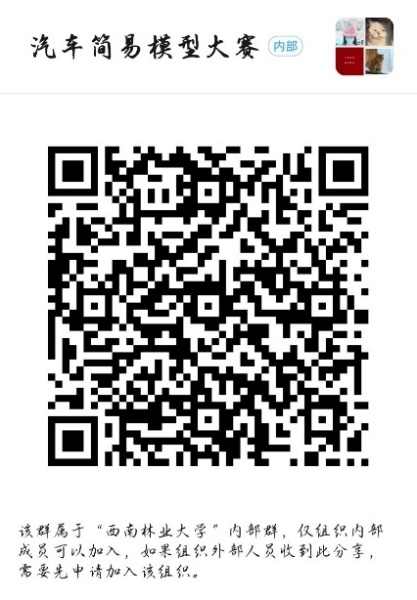 汽车简易模型大赛 内部
该群属于“西南林业大学”内部群，仅组织内部
成员可以加入，如果组织外部人员收到此分享，
需要先申请加入该组织。